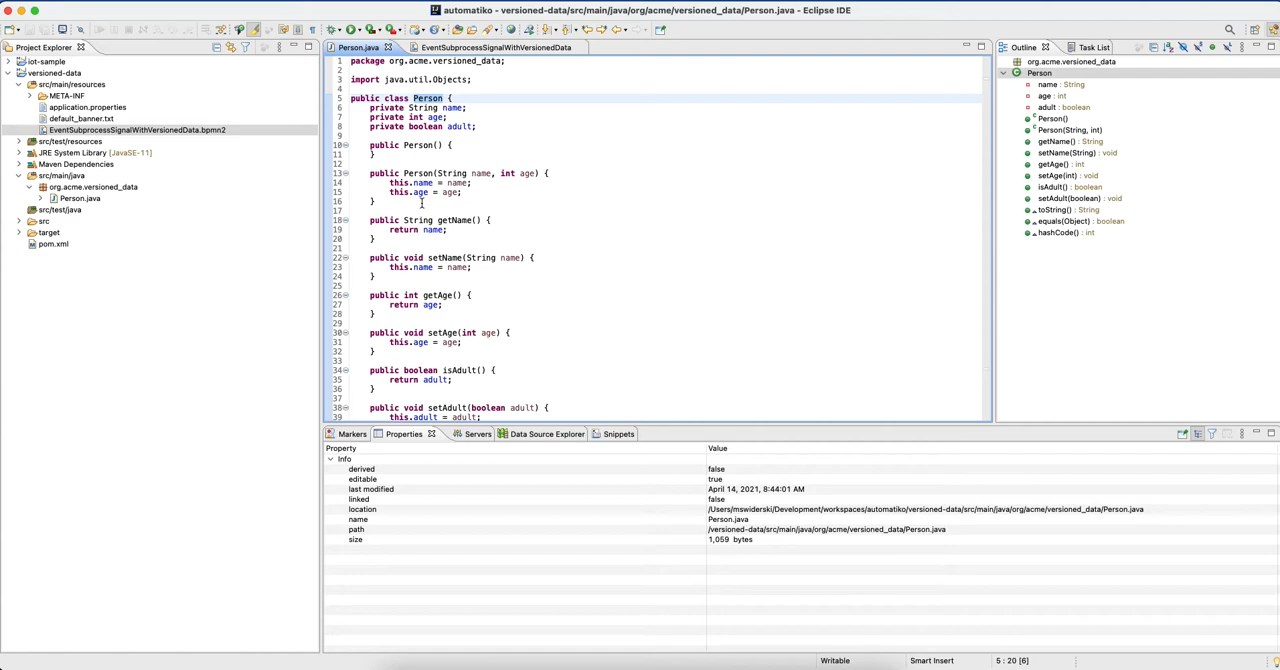 automatiko - versioned-data/src/main/java/org/acme/versioned_data/Person.java - Eclipse IDE
Project Explorer
iot-sample
versioned-data
src/main/resources
META-INF
application.properties
default_banner.txt
EventSubprocessSignalWithVersionedData.bpmn2
src/test/resources
JRE System Library [JavaSE-11]
Maven Dependencies
src/main/java
org.acme.versioned_data
Person.java
src/test/java
src
target
pom.xml
Person.java
EventSubprocessSignalWithVersionedData
1 package org.acme.versioned_data;
2
3 import java.util.Objects;
4
5 public class Person {
6 private String name;
7 private int age;
8 private boolean adult;
9
10 public Person() {
11 }
12
13 public Person(String name, int age) {
14 this.name = name;
15 this.age = age;
16 }
17
18 public String getName() {
19 return name;
20 }
21
22 public void setName(String name) {
23 this.name = name;
24 }
25
26 public int getAge() {
27 return age;
28 }
29
30 public void setAge(int age) {
31 this.age = age;
32 }
33
34 public boolean isAdult() {
35 return adult;
36 }
37
38 public void setAdult(boolean adult) {
39 this.adult = adult;
Outline
Task List
org.acme.versioned_data
Person
name : String
age : int
adult : boolean
Person()
Person(String, int)
getName() : String
setName(String) : void
getAge() : int
setAge(int) : void
isAdult() : boolean
setAdult(boolean) : void
toString() : String
equals(Object) : boolean
hashCode() : int
Markers
Properties
Servers
Data Source Explorer
Snippets
Property Value
Info
derived false
editable true
last modified April 14, 2021, 8:44:01 AM
linked false
location /Users/mswiderski/Development/workspaces/automatiko/versioned-data/src/main/java/org/acme/versioned_data/Person.java
name Person.java
path /versioned-data/src/main/java/org/acme/versioned_data/Person.java
size 1,059 bytes
Writable
Smart Insert
5 : 20 [6]